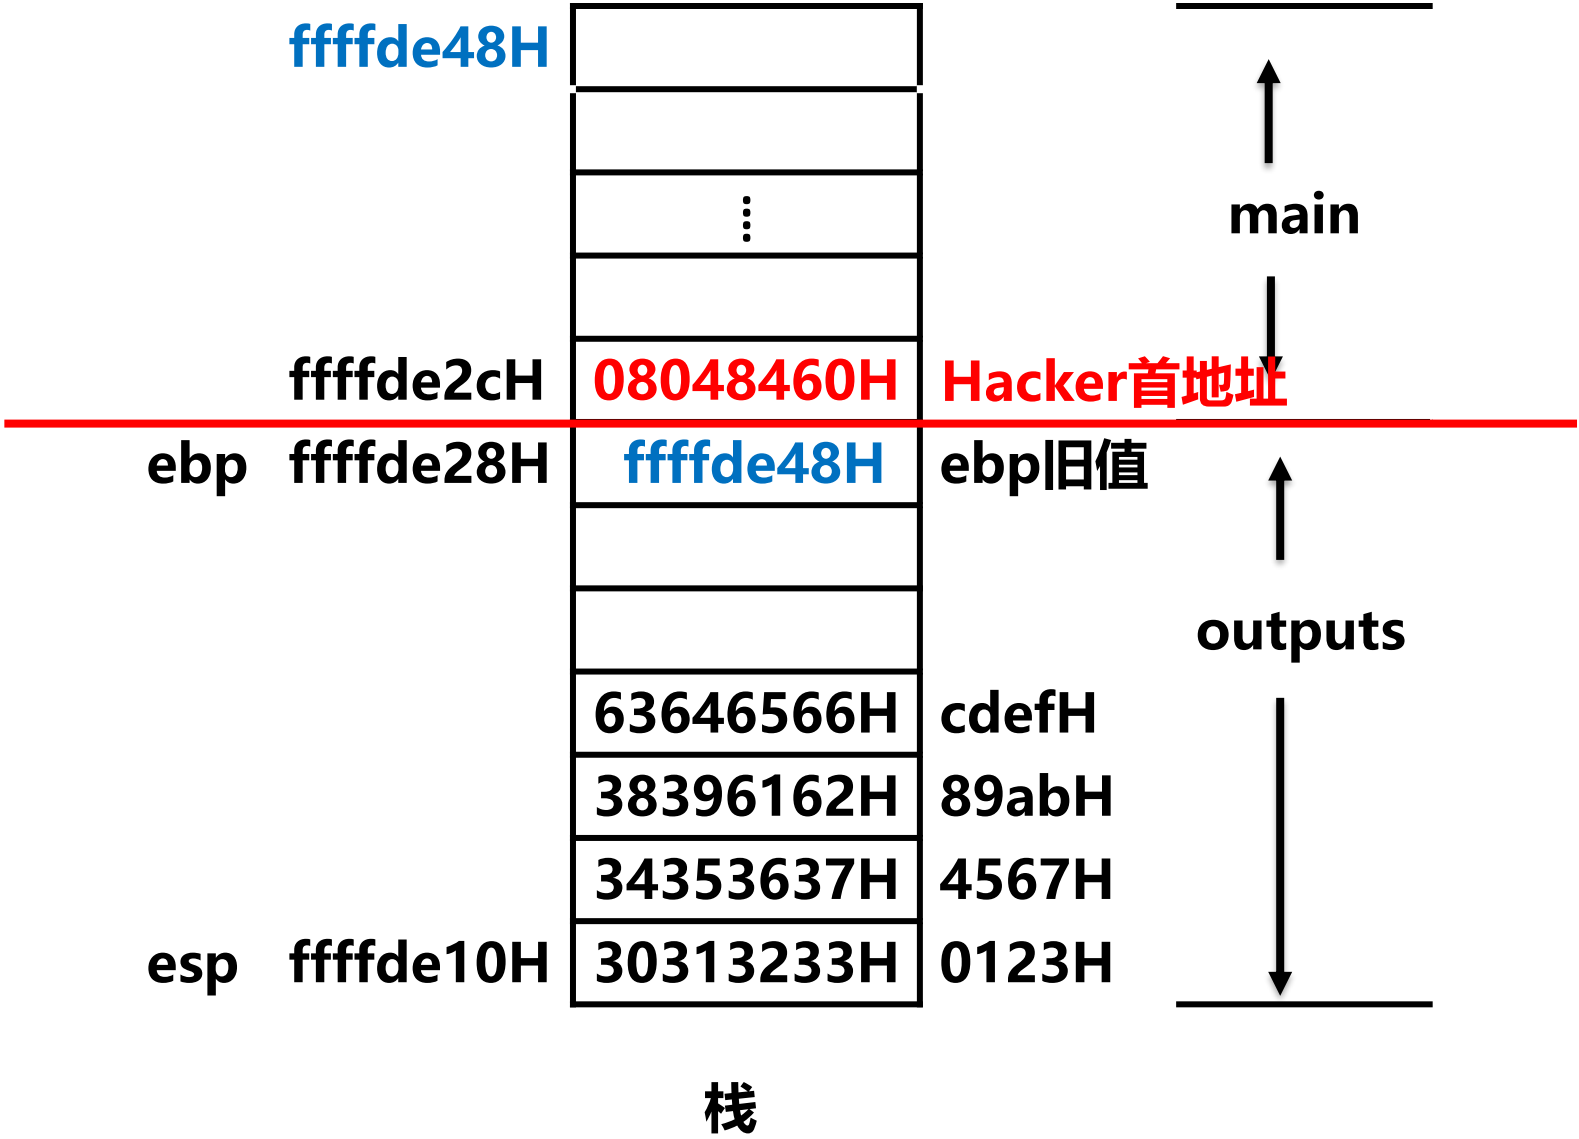 ffffde48H
main
ffffde2cH 08048460H Hacker首地址
ebp ffffde28H ffffde48H ebp旧值
outputs
63646566H cdefH
38396162H 89abH
34353637H 4567H
esp ffffde10H 30313233H 0123H
栈